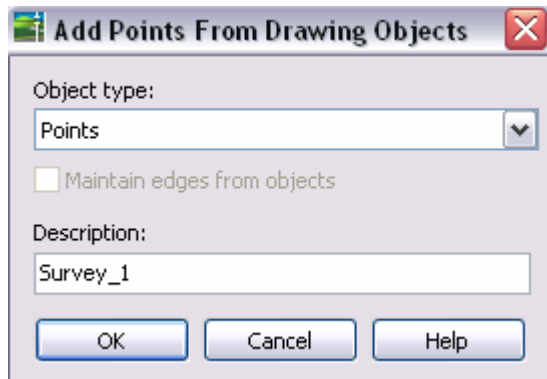 Add Points From Drawing Objects
Object type:
Points
Maintain edges from objects
Description:
Survey_1
OK Cancel Help